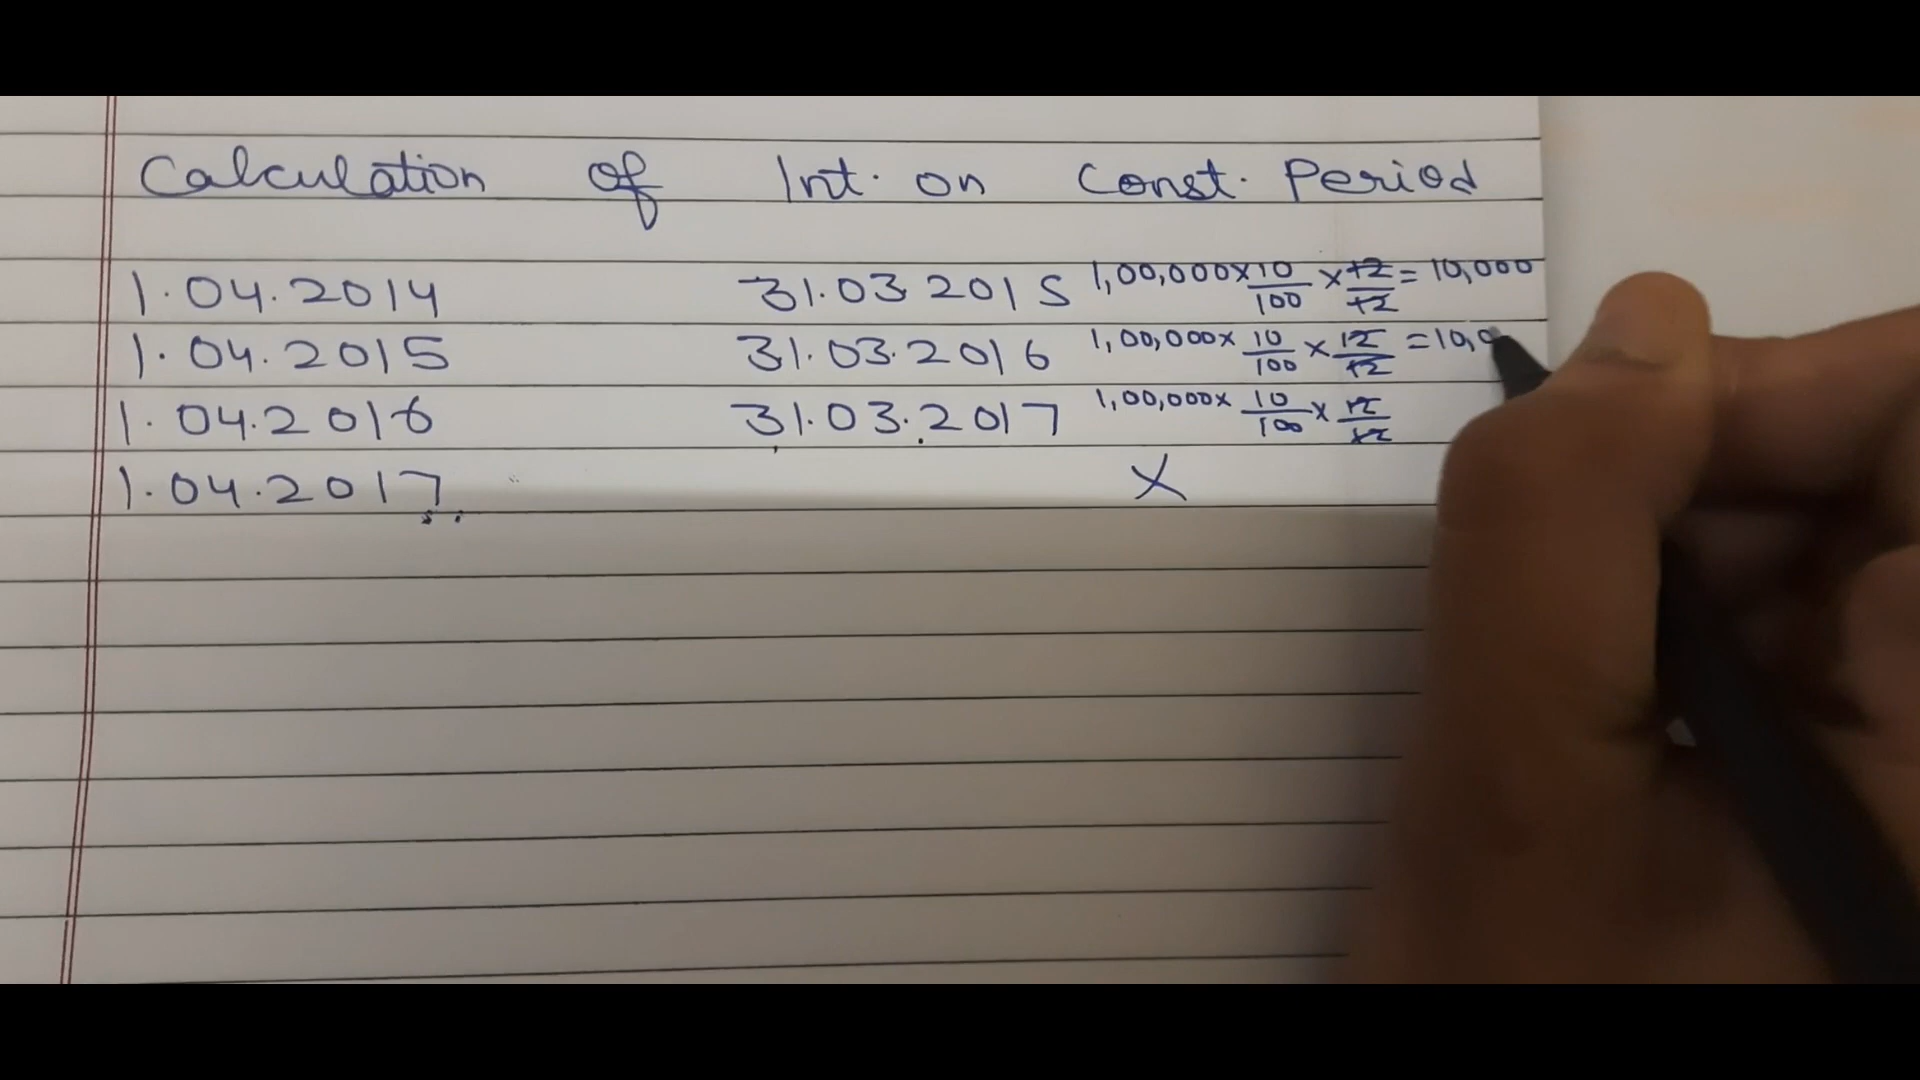 Calculation of Int. on Const. Period
1.04.2014 31.03.2015 1,00,000×10/100 ×12/12= 10,000
1.04.2015 31.03.2016 1,00,000× 10/100 ×12/12 =10,0
1.04.2016 31.03.2017 1,00,000× 10/100× 12/12
1.04.2017 X